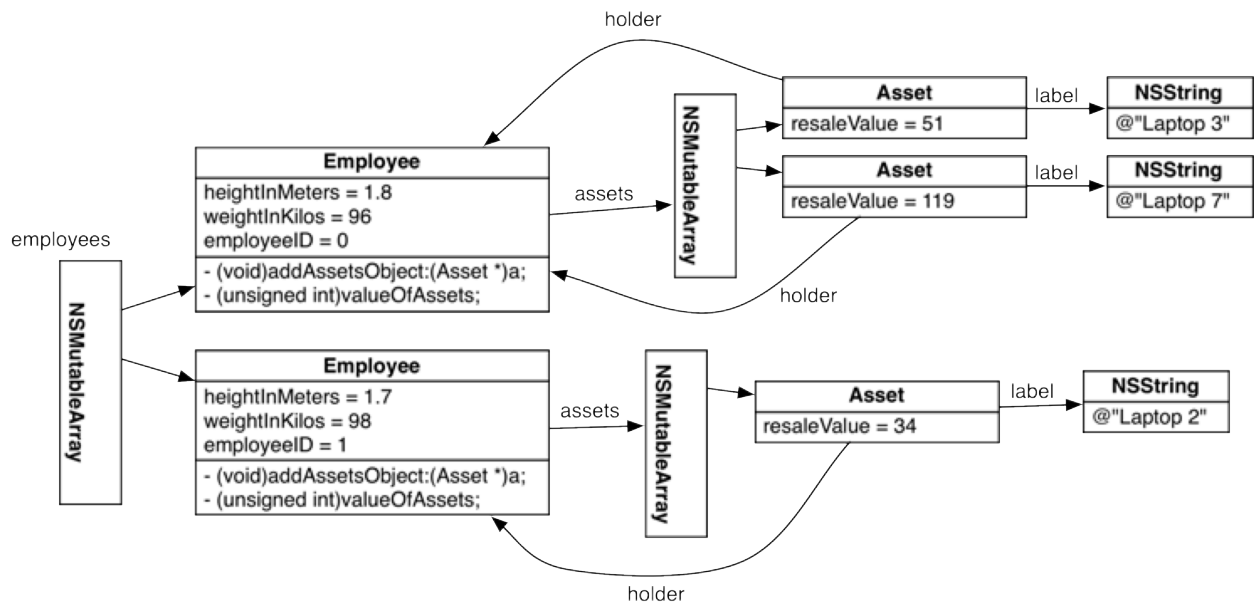 holder
Asset
resaleValue = 51
label
NSString
@"Laptop 3"
NSMutableArray
Employee
heightInMeters = 1.8
weightInKilos = 96
employeeID = 0
- (void)addAssetsObject:(Asset *)a;
- (unsigned int)valueOfAssets;
assets
Asset
resaleValue = 119
label
NSString
@"Laptop 7"
holder
employees
NSMutableArray
Employee
heightInMeters = 1.7
weightInKilos = 98
employeeID = 1
- (void)addAssetsObject:(Asset *)a;
- (unsigned int)valueOfAssets;
assets
NSMutableArray
Asset
resaleValue = 34
label
NSString
@"Laptop 2"
holder